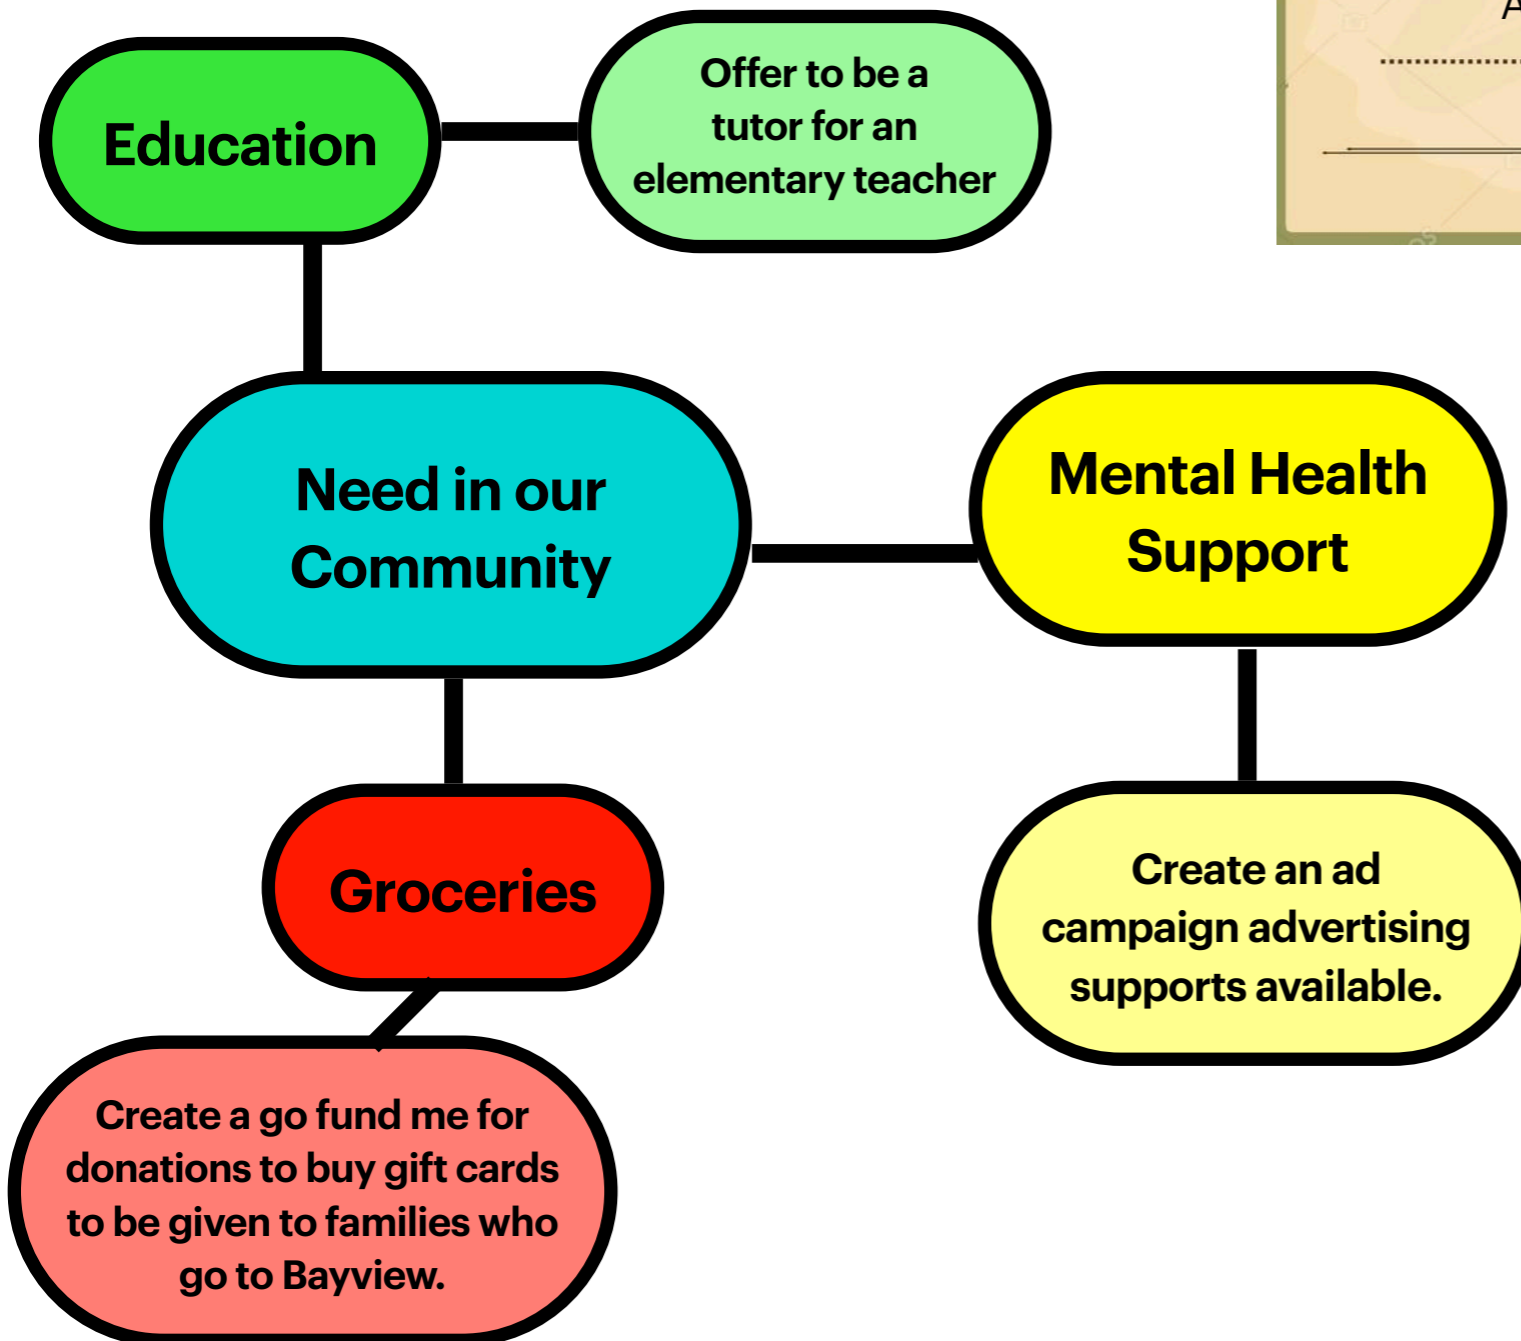 Education
Offer to be a
tutor for an
elementary teacher
Need in our
Community
Mental Health
Support
Groceries
Create an ad
campaign advertising
supports available.
Create a go fund me for
donations to buy gift cards
to be given to families who
go to Bayview.